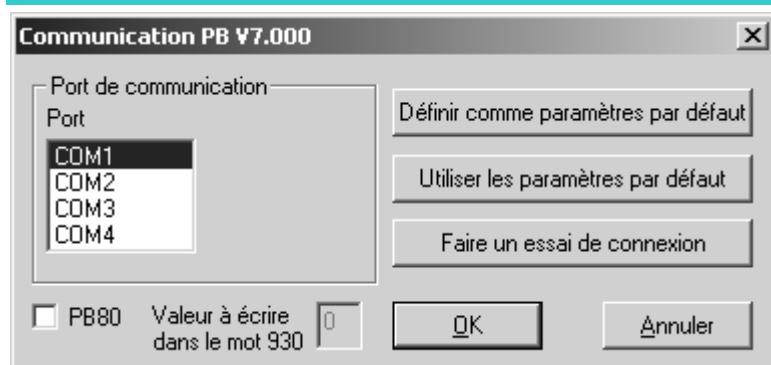 Communication PB V7.000
Port de communication
Port
COM1
COM2
COM3
COM4
Définir comme paramètres par défaut
Utiliser les paramètres par défaut
Faire un essai de connexion
PB80
Valeur à écrire
dans le mot 930
0
OK
Annuler